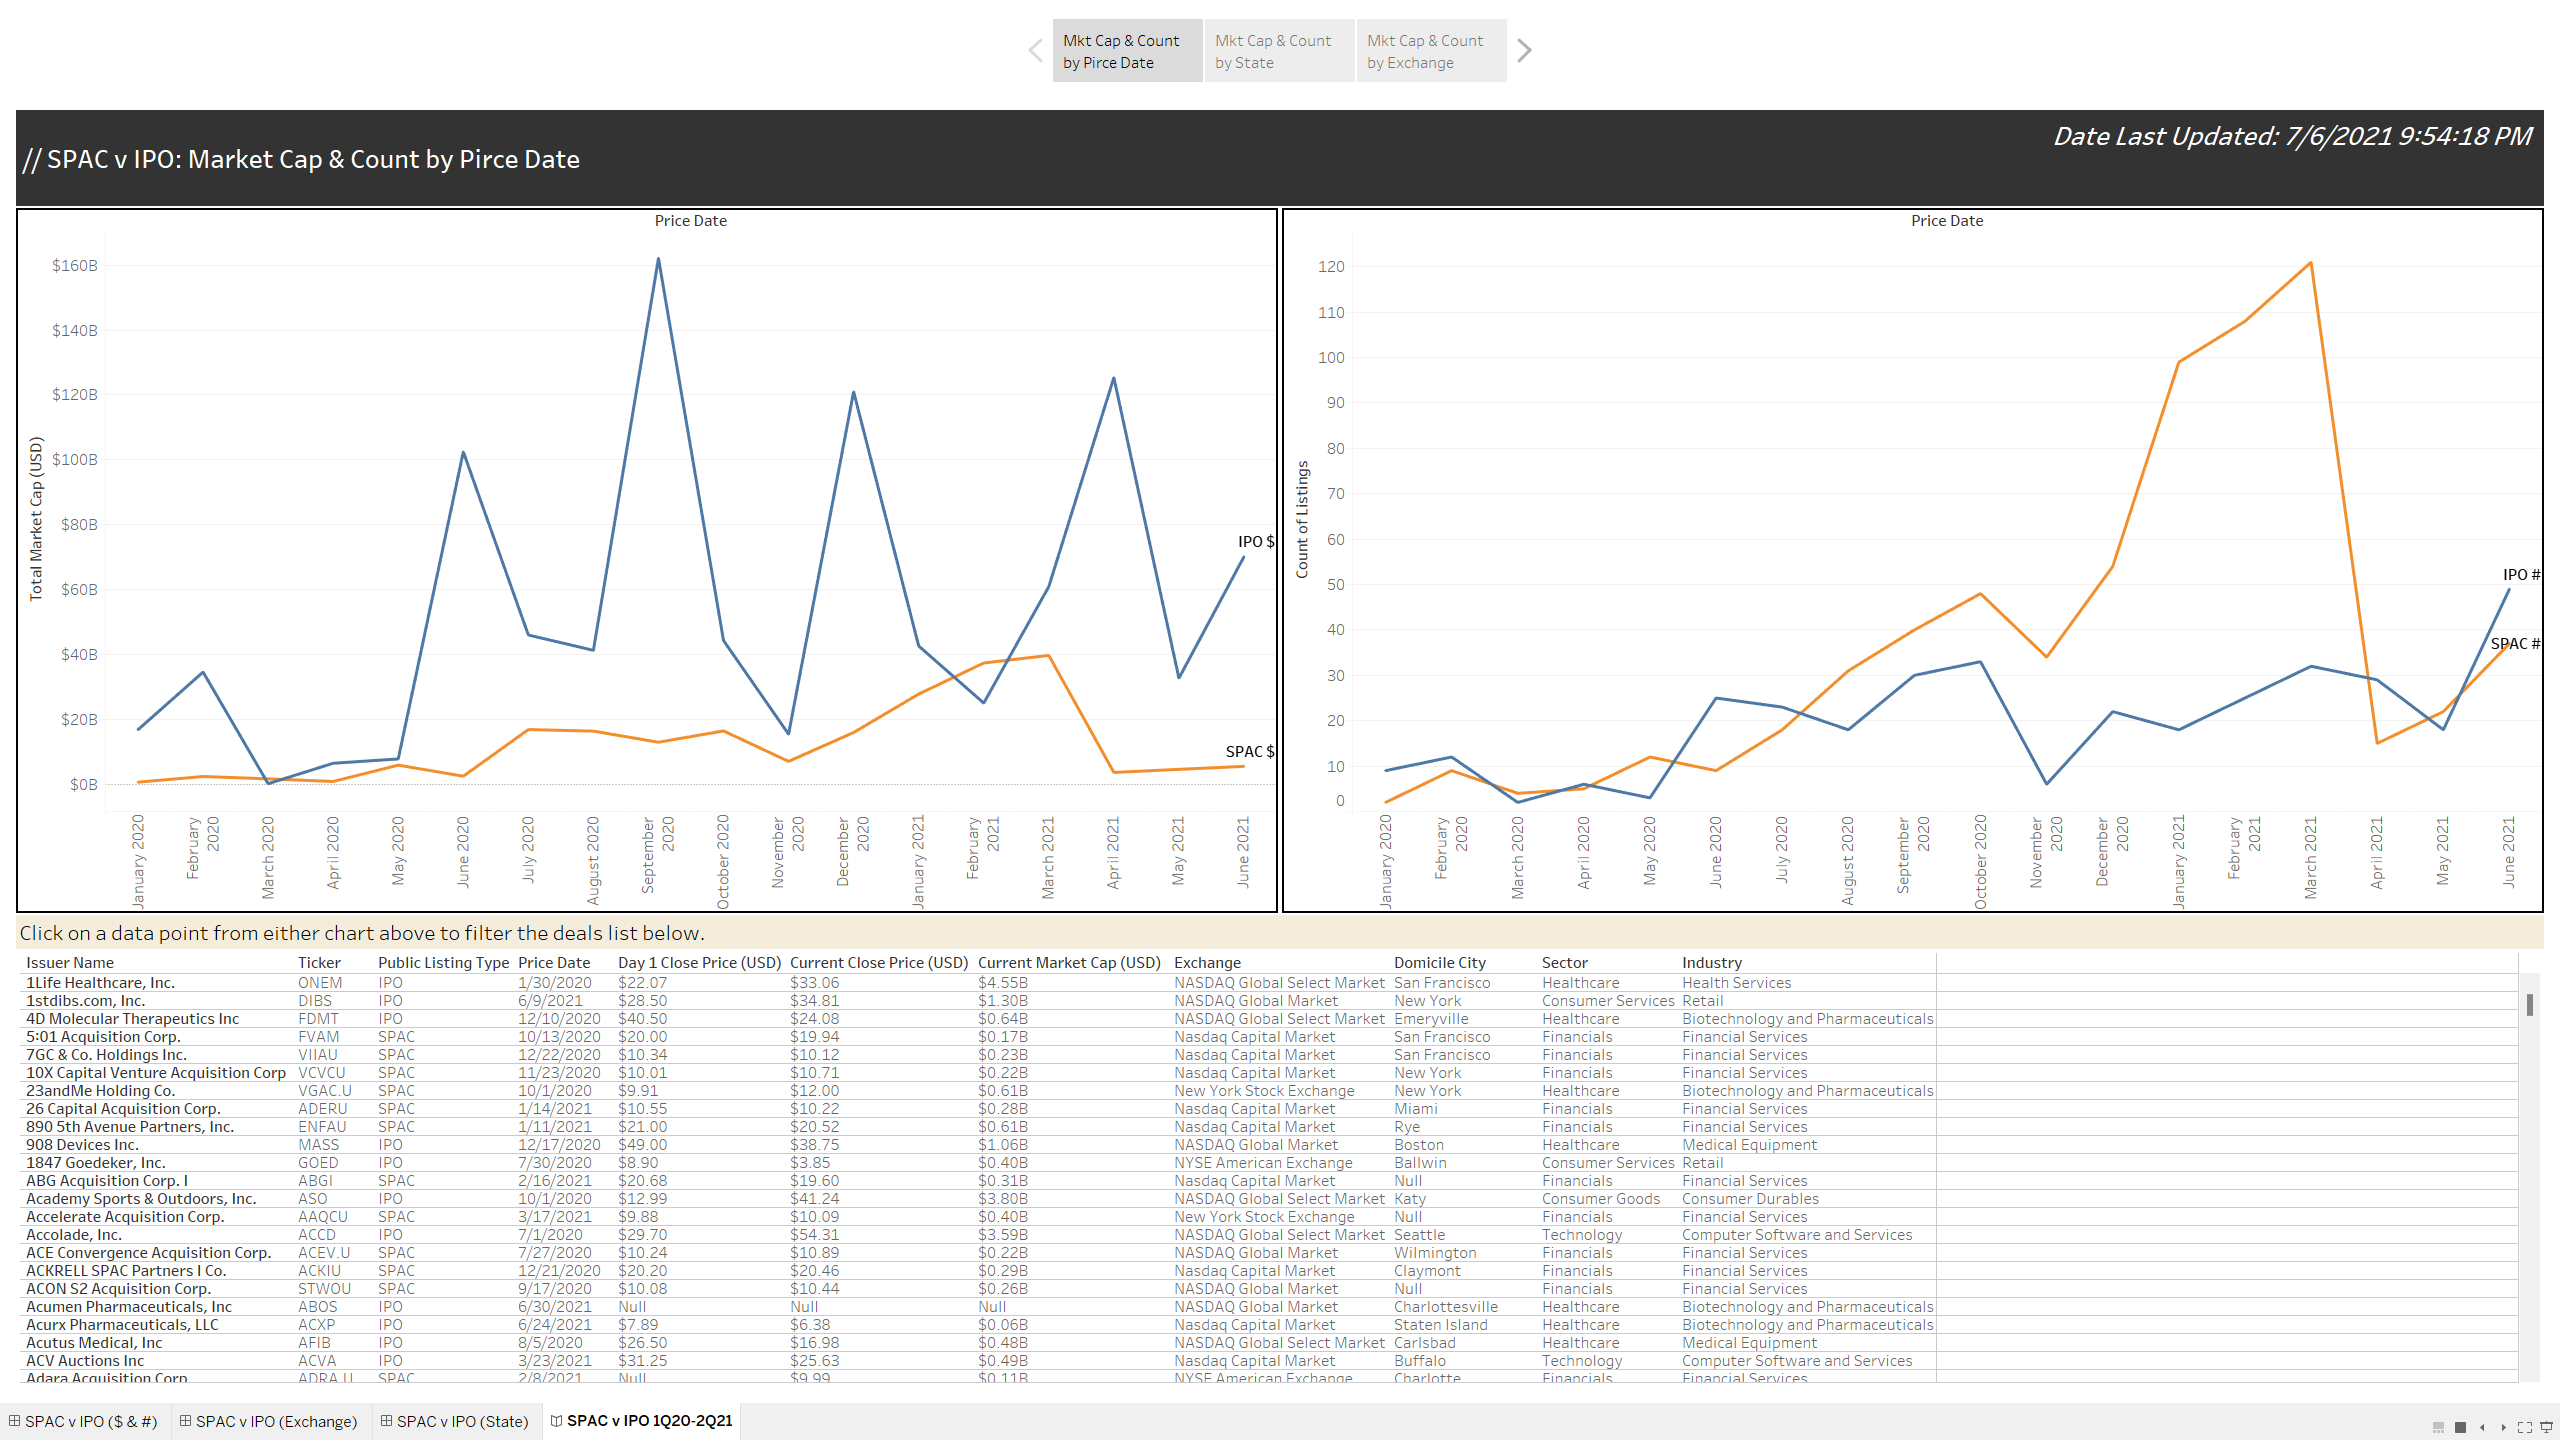 Mkt Cap & Count
by Pirce Date
Mkt Cap & Count
by State
Mkt Cap & Count
by Exchange
// SPAC v IPO: Market Cap & Count by Pirce Date
Date Last Updated: 7/6/2021 9:54:18 PM
Price Date
Total Market Cap (USD)
$160B
$140B
$120B
$100B
$80B
$60B
$40B
$20B
$0B
IPO $
SPAC $
January 2020
February 2020
March 2020
April 2020
May 2020
June 2020
July 2020
August 2020
September 2020
October 2020
November 2020
December 2020
January 2021
February 2021
March 2021
April 2021
May 2021
June 2021
Price Date
Count of Listings
120
110
100
90
80
70
60
50
40
30
20
10
0
IPO #
SPAC #
January 2020
February 2020
March 2020
April 2020
May 2020
June 2020
July 2020
August 2020
September 2020
October 2020
November 2020
December 2020
January 2021
February 2021
March 2021
April 2021
May 2021
June 2021
Click on a data point from either chart above to filter the deals list below.
Issuer Name Ticker Public Listing Type Price Date Day 1 Close Price (USD) Current Close Price (USD) Current Market Cap (USD) Exchange Domicile City Sector Industry
1Life Healthcare, Inc. ONEM IPO 1/30/2020 $22.07 $33.06 $4.55B NASDAQ Global Select Market San Francisco Healthcare Health Services
1stdibs.com, Inc. DIBS IPO 6/9/2021 $28.50 $34.81 $1.30B NASDAQ Global Market New York Consumer Services Retail
4D Molecular Therapeutics Inc FDMT IPO 12/10/2020 $40.50 $24.08 $0.64B NASDAQ Global Select Market Emeryville Healthcare Biotechnology and Pharmaceuticals
5:01 Acquisition Corp. FVAM SPAC 10/13/2020 $20.00 $19.94 $0.17B Nasdaq Capital Market San Francisco Financials Financial Services
7GC & Co. Holdings Inc. VIIAU SPAC 12/22/2020 $10.34 $10.12 $0.23B Nasdaq Capital Market San Francisco Financials Financial Services
10X Capital Venture Acquisition Corp VCVCU SPAC 11/23/2020 $10.01 $10.71 $0.22B Nasdaq Capital Market New York Financials Financial Services
23andMe Holding Co. VGAC.U SPAC 10/1/2020 $9.91 $12.00 $0.61B New York Stock Exchange New York Healthcare Biotechnology and Pharmaceuticals
26 Capital Acquisition Corp. ADERU SPAC 1/14/2021 $10.55 $10.22 $0.28B Nasdaq Capital Market Miami Financials Financial Services
890 5th Avenue Partners, Inc. ENFAU SPAC 1/11/2021 $21.00 $20.52 $0.61B Nasdaq Capital Market Rye Financials Financial Services
908 Devices Inc. MASS IPO 12/17/2020 $49.00 $38.75 $1.06B NASDAQ Global Market Boston Healthcare Medical Equipment
1847 Goedeker, Inc. GOED IPO 7/30/2020 $8.90 $3.85 $0.40B NYSE American Exchange Ballwin Consumer Services Retail
ABG Acquisition Corp. I ABGI SPAC 2/16/2021 $20.68 $19.60 $0.31B Nasdaq Capital Market Null Financials Financial Services
Academy Sports & Outdoors, Inc. ASO IPO 10/1/2020 $12.99 $41.24 $3.80B NASDAQ Global Select Market Katy Consumer Goods Consumer Durables
Accelerate Acquisition Corp. AAQCU SPAC 3/17/2021 $9.88 $10.09 $0.40B New York Stock Exchange Null Financials Financial Services
Accolade, Inc. ACCD IPO 7/1/2020 $29.70 $54.31 $3.59B NASDAQ Global Select Market Seattle Technology Computer Software and Services
ACE Convergence Acquisition Corp. ACEV.U SPAC 7/27/2020 $10.24 $10.89 $0.22B NASDAQ Global Market Wilmington Financials Financial Services
ACKRELL SPAC Partners I Co. ACKIU SPAC 12/21/2020 $20.20 $20.46 $0.29B Nasdaq Capital Market Claymont Financials Financial Services
ACON S2 Acquisition Corp. STWOU SPAC 9/17/2020 $10.08 $10.44 $0.26B NASDAQ Global Market Null Financials Financial Services
Acumen Pharmaceuticals, Inc ABOS IPO 6/30/2021 Null Null Null NASDAQ Global Market Charlottesville Healthcare Biotechnology and Pharmaceuticals
Acurx Pharmaceuticals, LLC ACXP IPO 6/24/2021 $7.89 $6.38 $0.06B Nasdaq Capital Market Staten Island Healthcare Biotechnology and Pharmaceuticals
Acutus Medical, Inc AFIB IPO 8/5/2020 $26.50 $16.98 $0.48B NASDAQ Global Select Market Carlsbad Healthcare Medical Equipment
ACV Auctions Inc ACVA IPO 3/23/2021 $31.25 $25.63 $0.49B Nasdaq Capital Market Buffalo Technology Computer Software and Services
Adara Acquisition Corp ADRA.U SPAC 2/8/2021 Null $9.99 $0.11B NYSE American Exchange Charlotte Financials Financial Services
SPAC v IPO ($ & #)
SPAC v IPO (Exchange)
SPAC v IPO (State)
SPAC v IPO 1Q20-2Q21